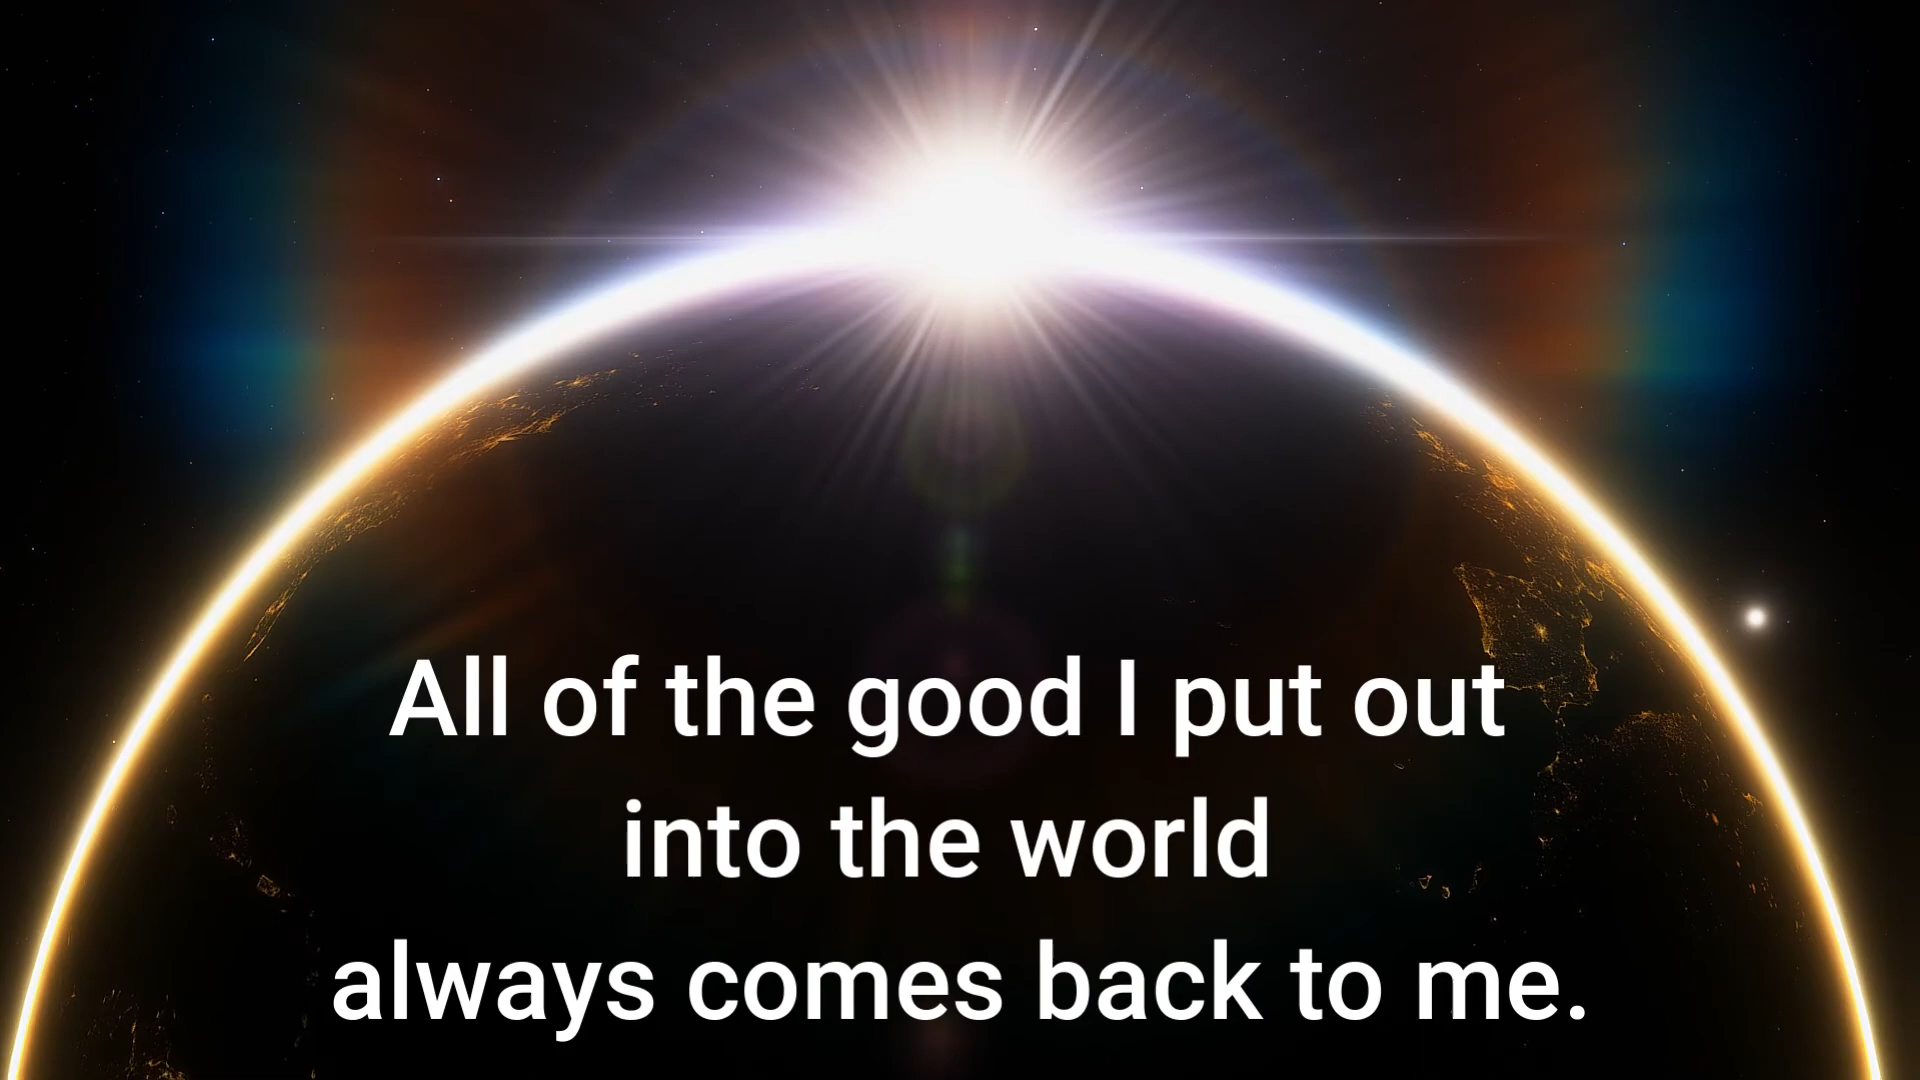 All of the good I put out
into the world
always comes back to me.